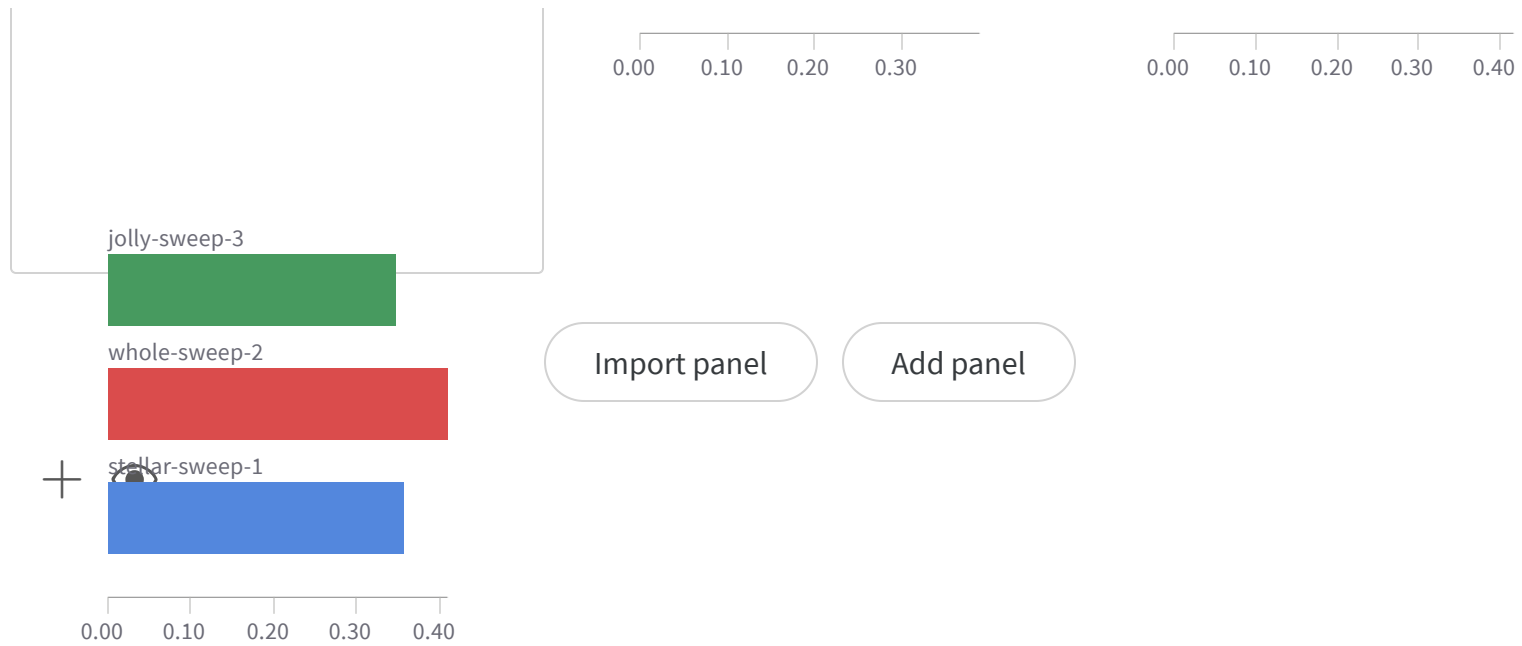 0.00 0.10 0.20 0.30
0.00 0.10 0.20 0.30 0.40
jolly-sweep-3
whole-sweep-2
Import panel
Add panel
stellar-sweep-1
0.00 0.10 0.20 0.30 0.40